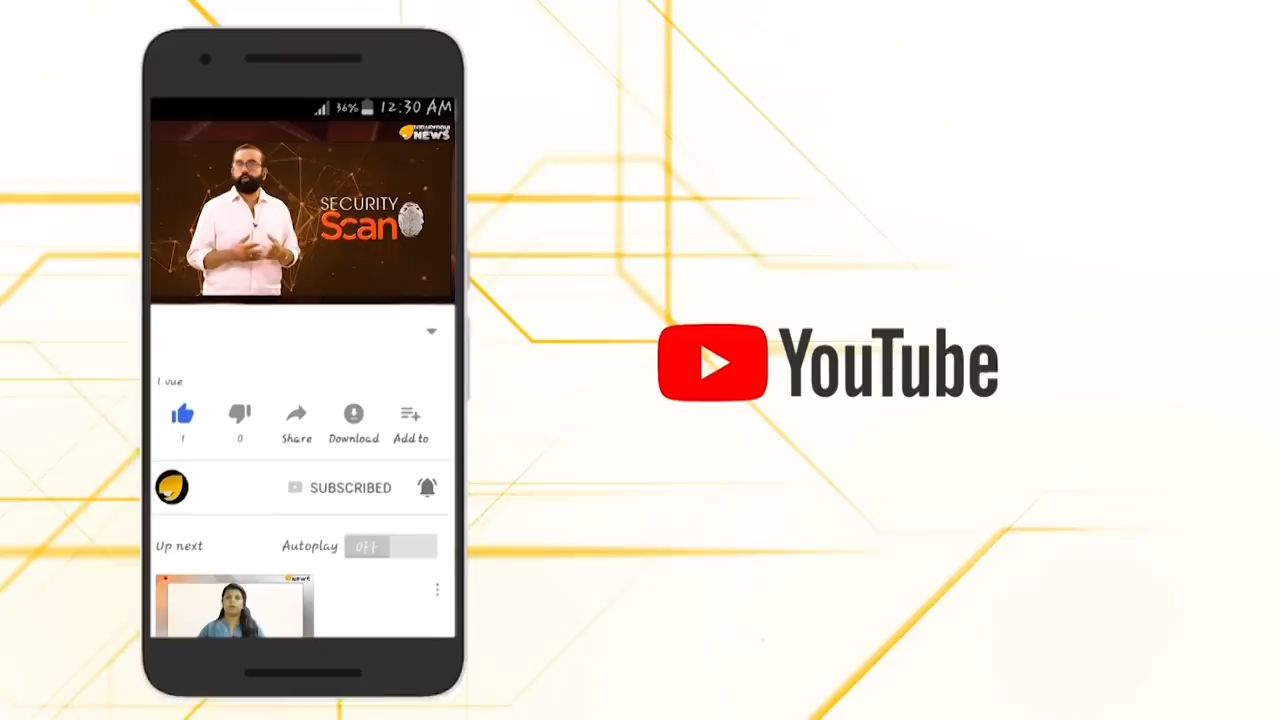 36% 12:30 AM
NEWS
SECURITY
Scan
YouTube
1 vue
1 0 Share Download Add to
SUBSCRIBED
Up next Autoplay OFF
NEWS